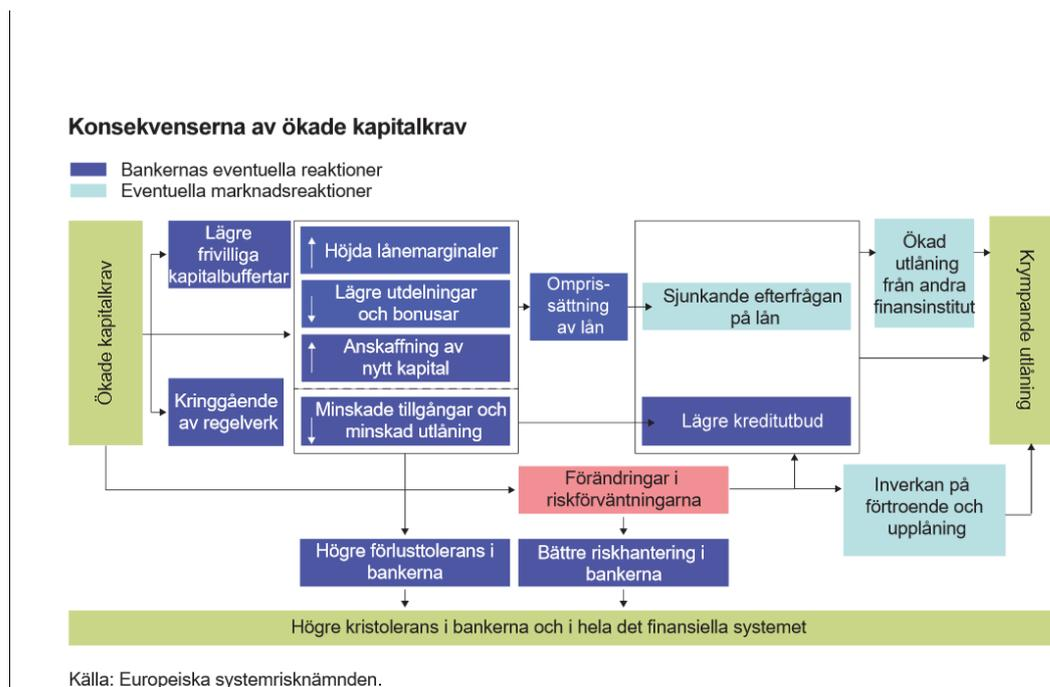 Konsekvenserna av ökade kapitalkrav
Bankernas eventuella reaktioner
Eventuella marknadsreaktioner
Ökade kapitalkrav
Lägre
frivilliga
kapitalbuffertar
Kringgående
av regelverk
Höjda lånemarginaler
Lägre utdelningar
och bonusar
Anskaffning av
nytt kapital
Minskade tillgångar och
minskad utlåning
Ompris-
sättning
av lån
Sjunkande efterfrågan
på lån
Lägre kreditutbud
Ökad
utlåning
från andra
finansinstitut
Krympande utlåning
Förändringar i
riskförväntningarna
Inverkan på
förtroende och
upplåning
Högre förlusttolerans i
bankerna
Bättre riskhantering i
bankerna
Högre kristolerans i bankerna och i hela det finansiella systemet
Källa: Europeiska systemrisknämnden.